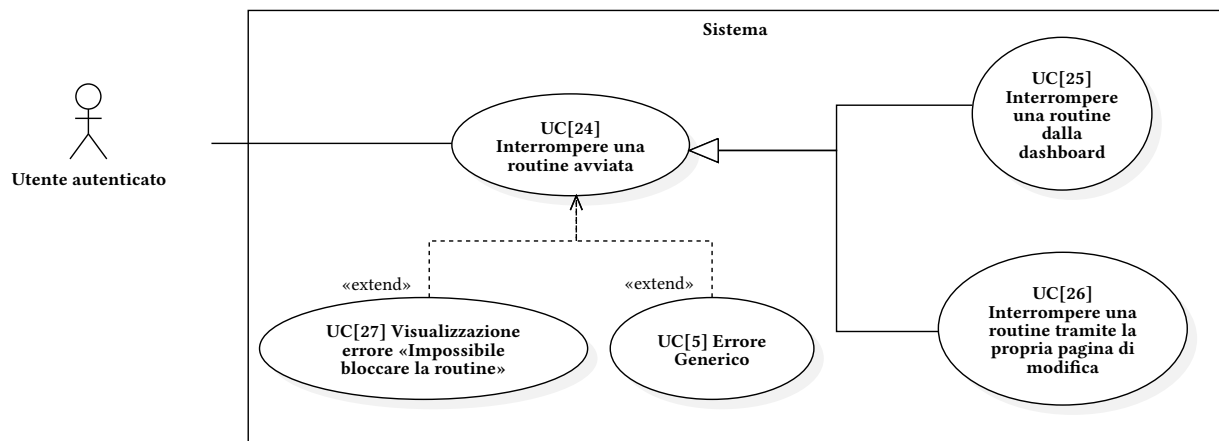 Sistema
Utente autenticato
UC[24]
Interrompere una
routine avviata
UC[25]
Interrompere
una routine
dalla
dashboard
«extend»
UC[27] Visualizzazione
errore «Impossibile
bloccare la routine»
«extend»
UC[5] Errore
Generico
UC[26]
Interrompere una
routine tramite la
propria pagina di
modifica